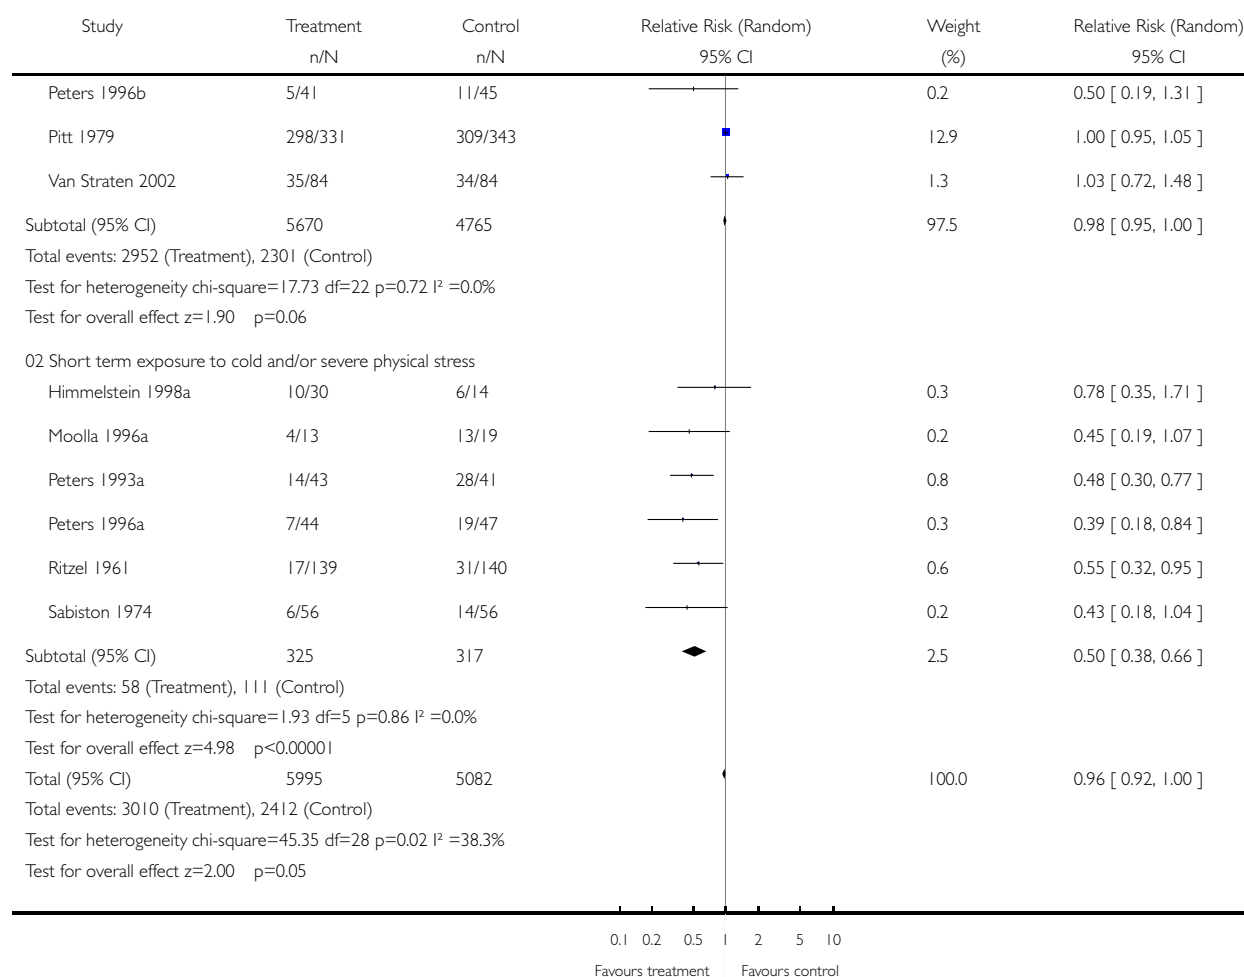 Study Treatment Control Relative Risk (Random) Weight Relative Risk (Random)
n/N n/N 95% CI (%) 95% CI
Peters 1996b 5/41 11/45 0.2 0.50 [ 0.19, 1.31 ]
Pitt 1979 298/331 309/343 12.9 1.00 [ 0.95, 1.05 ]
Van Straten 2002 35/84 34/84 1.3 1.03 [ 0.72, 1.48 ]
Subtotal (95% CI) 5670 4765 97.5 0.98 [ 0.95, 1.00 ]
Total events: 2952 (Treatment), 2301 (Control)
Test for heterogeneity chi-square=17.73 df=22 p=0.72 I² =0.0%
Test for overall effect z=1.90 p=0.06
02 Short term exposure to cold and/or severe physical stress
Himmelstein 1998a 10/30 6/14 0.3 0.78 [ 0.35, 1.71 ]
Moolla 1996a 4/13 13/19 0.2 0.45 [ 0.19, 1.07 ]
Peters 1993a 14/43 28/41 0.8 0.48 [ 0.30, 0.77 ]
Peters 1996a 7/44 19/47 0.3 0.39 [ 0.18, 0.84 ]
Ritzel 1961 17/139 31/140 0.6 0.55 [ 0.32, 0.95 ]
Sabiston 1974 6/56 14/56 0.2 0.43 [ 0.18, 1.04 ]
Subtotal (95% CI) 325 317 2.5 0.50 [ 0.38, 0.66 ]
Total events: 58 (Treatment), 111 (Control)
Test for heterogeneity chi-square=1.93 df=5 p=0.86 I² =0.0%
Test for overall effect z=4.98 p<0.00001
Total (95% CI) 5995 5082 100.0 0.96 [ 0.92, 1.00 ]
Total events: 3010 (Treatment), 2412 (Control)
Test for heterogeneity chi-square=45.35 df=28 p=0.02 I² =38.3%
Test for overall effect z=2.00 p=0.05
0.1 0.2 0.5 1 2 5 10
Favours treatment Favours control